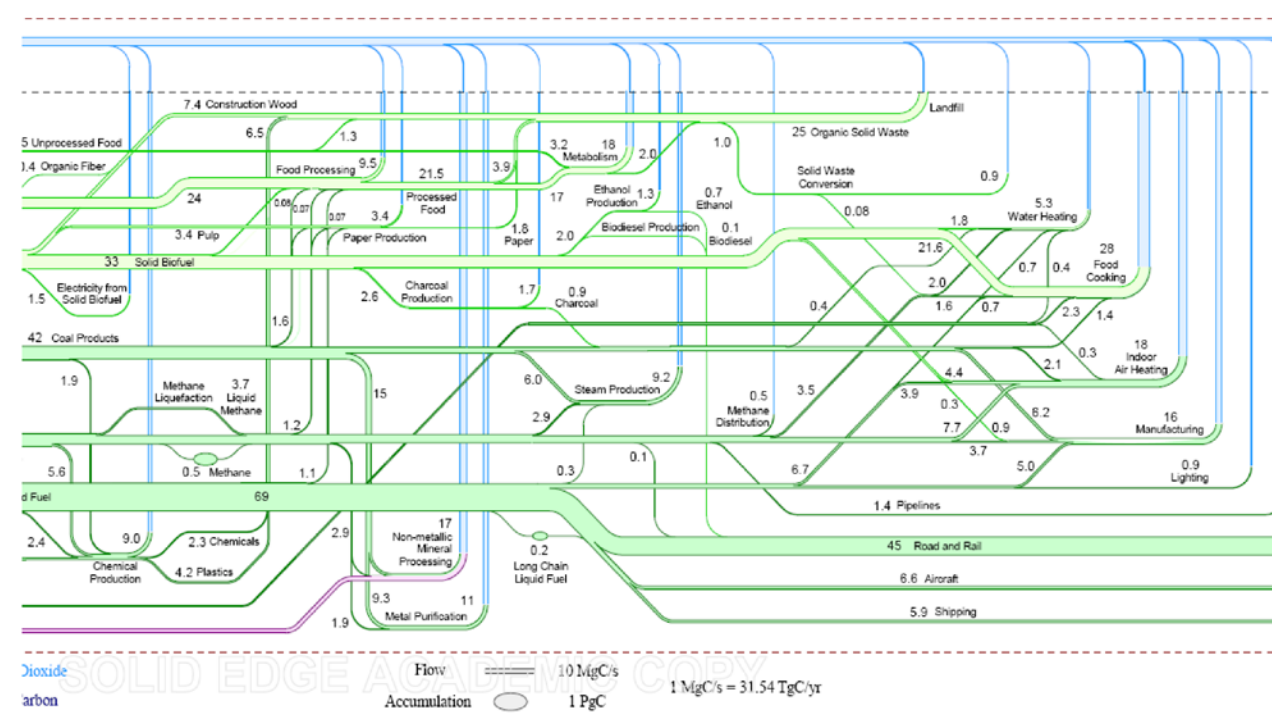 7.4 Construction Wood
Landfill
6.5
1.3
25 Organic Solid Waste
5 Unprocessed Food
3.2
18
Metabolism
2.0
1.0
0.4 Organic Fiber
Food Processing
9.5
21.5
3.9
Solid Waste
Conversion
0.9
24
0.08
0.07
0.07
3.4
Processed
Food
17
Ethanol
Production
1.3
0.7
Ethanol
0.08
5.3
Water Heating
3.4 Pulp
Paper Production
1.8
Paper
2.0
Biodiesel Production
0.1
Biodiesel
1.8
21.6
28
Food
Cooking
33 Solid Biofuel
0.7
0.4
1.5
Electricity from
Solid Biofuel
2.6
Charcoal
Production
1.7
0.9
Charcoal
0.4
2.0
1.6
0.7
2.3
1.4
1.6
42 Coal Products
18
Indoor
Air Heating
0.3
2.1
1.9
Methane
Liquefaction
3.7
Liquid
Methane
15
6.0
Steam Production
9.2
0.5
Methane
Distribution
3.5
3.9
4.4
0.3
6.2
1.2
2.9
7.7
0.9
16
Manufacturing
5.6
0.5 Methane
1.1
0.3
0.1
6.7
3.7
5.0
0.9
Lighting
d Fuel
69
1.4 Pipelines
2.4
9.0
2.3 Chemicals
2.9
17
Non-metallic
Mineral
Processing
0.2
Long Chain
Liquid Fuel
45 Road and Rail
Chemical
Production
4.2 Plastics
6.6 Aircraft
9.3
11
1.9
Metal Purification
5.9 Shipping
Dioxide
SOLID EDGE ACADEMIC COPY
Flow
10 MgC/s
1 MgC/s = 31.54 TgC/yr
arbon
Accumulation
1 PgC